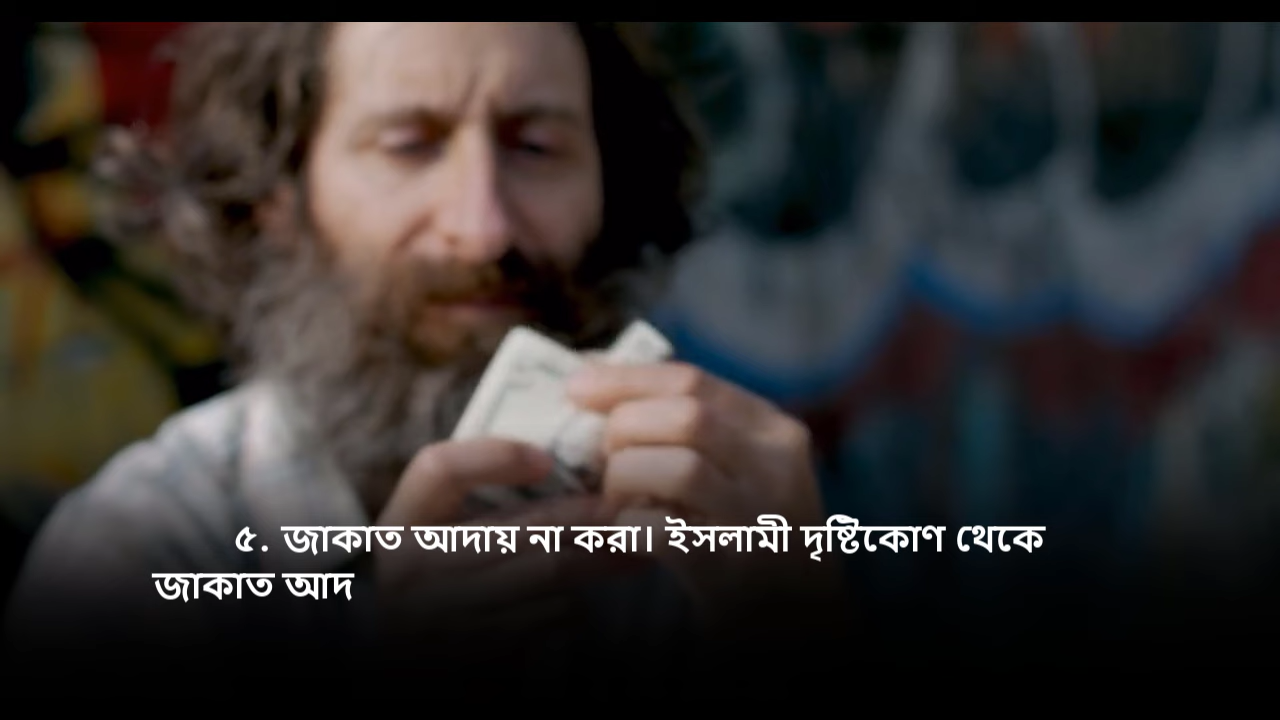 ৫. জাকাত আদায় না করা। ইসলামী দৃষ্টিকোণ থেকে
জাকাত আদ